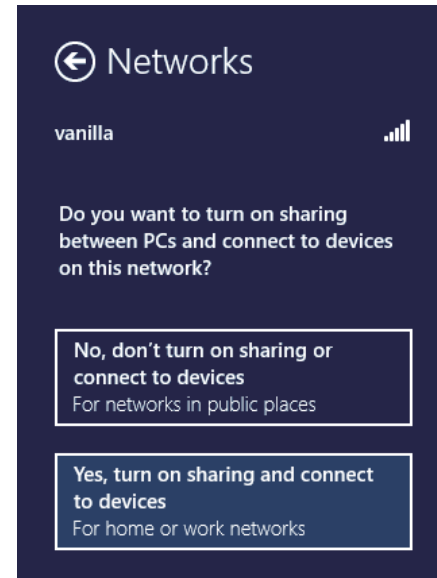 Networks
vanilla
Do you want to turn on sharing
between PCs and connect to devices
on this network?
No, don't turn on sharing or
connect to devices
For networks in public places
Yes, turn on sharing and connect
to devices
For home or work networks